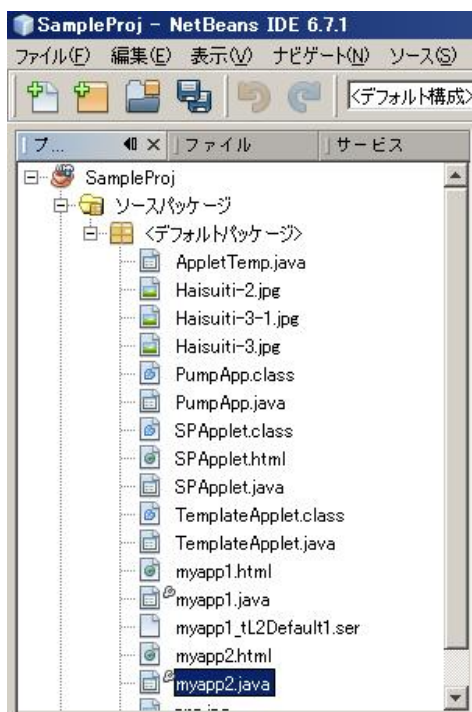 SampleProj - NetBeans IDE 6.7.1
ファイル(F) 編集(E) 表示(V) ナビゲート(N) ソース(S)
<デフォルト構成>
プ... ファイル サービス
SampleProj
ソースパッケージ
<デフォルトパッケージ>
AppletTemp.java
Haisuiti-2.jpg
Haisuiti-3-1.jpg
Haisuiti-3.jpg
PumpApp.class
PumpApp.java
SPApplet.class
SPApplet.html
SPApplet.java
TemplateApplet.class
TemplateApplet.java
myapp1.html
myapp1.java
myapp1_tL2Default1.ser
myapp2.html
myapp2.java